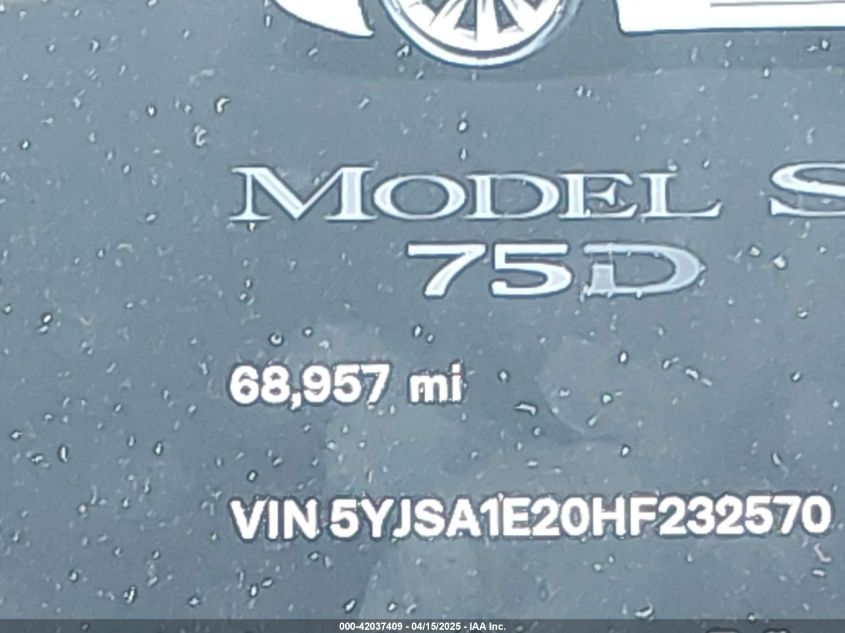 MODEL S
75D
68,957 mi
VIN 5YJSA1E20HF232570
000-42037409 - 04/15/2025 - IAA Inc.